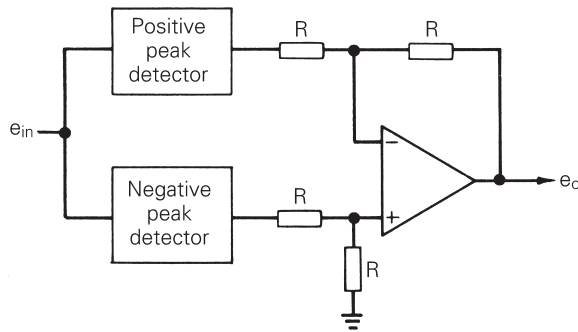 Positive
peak
detector
R
R
e_in
−
e_o
Negative
peak
detector
R
+
R